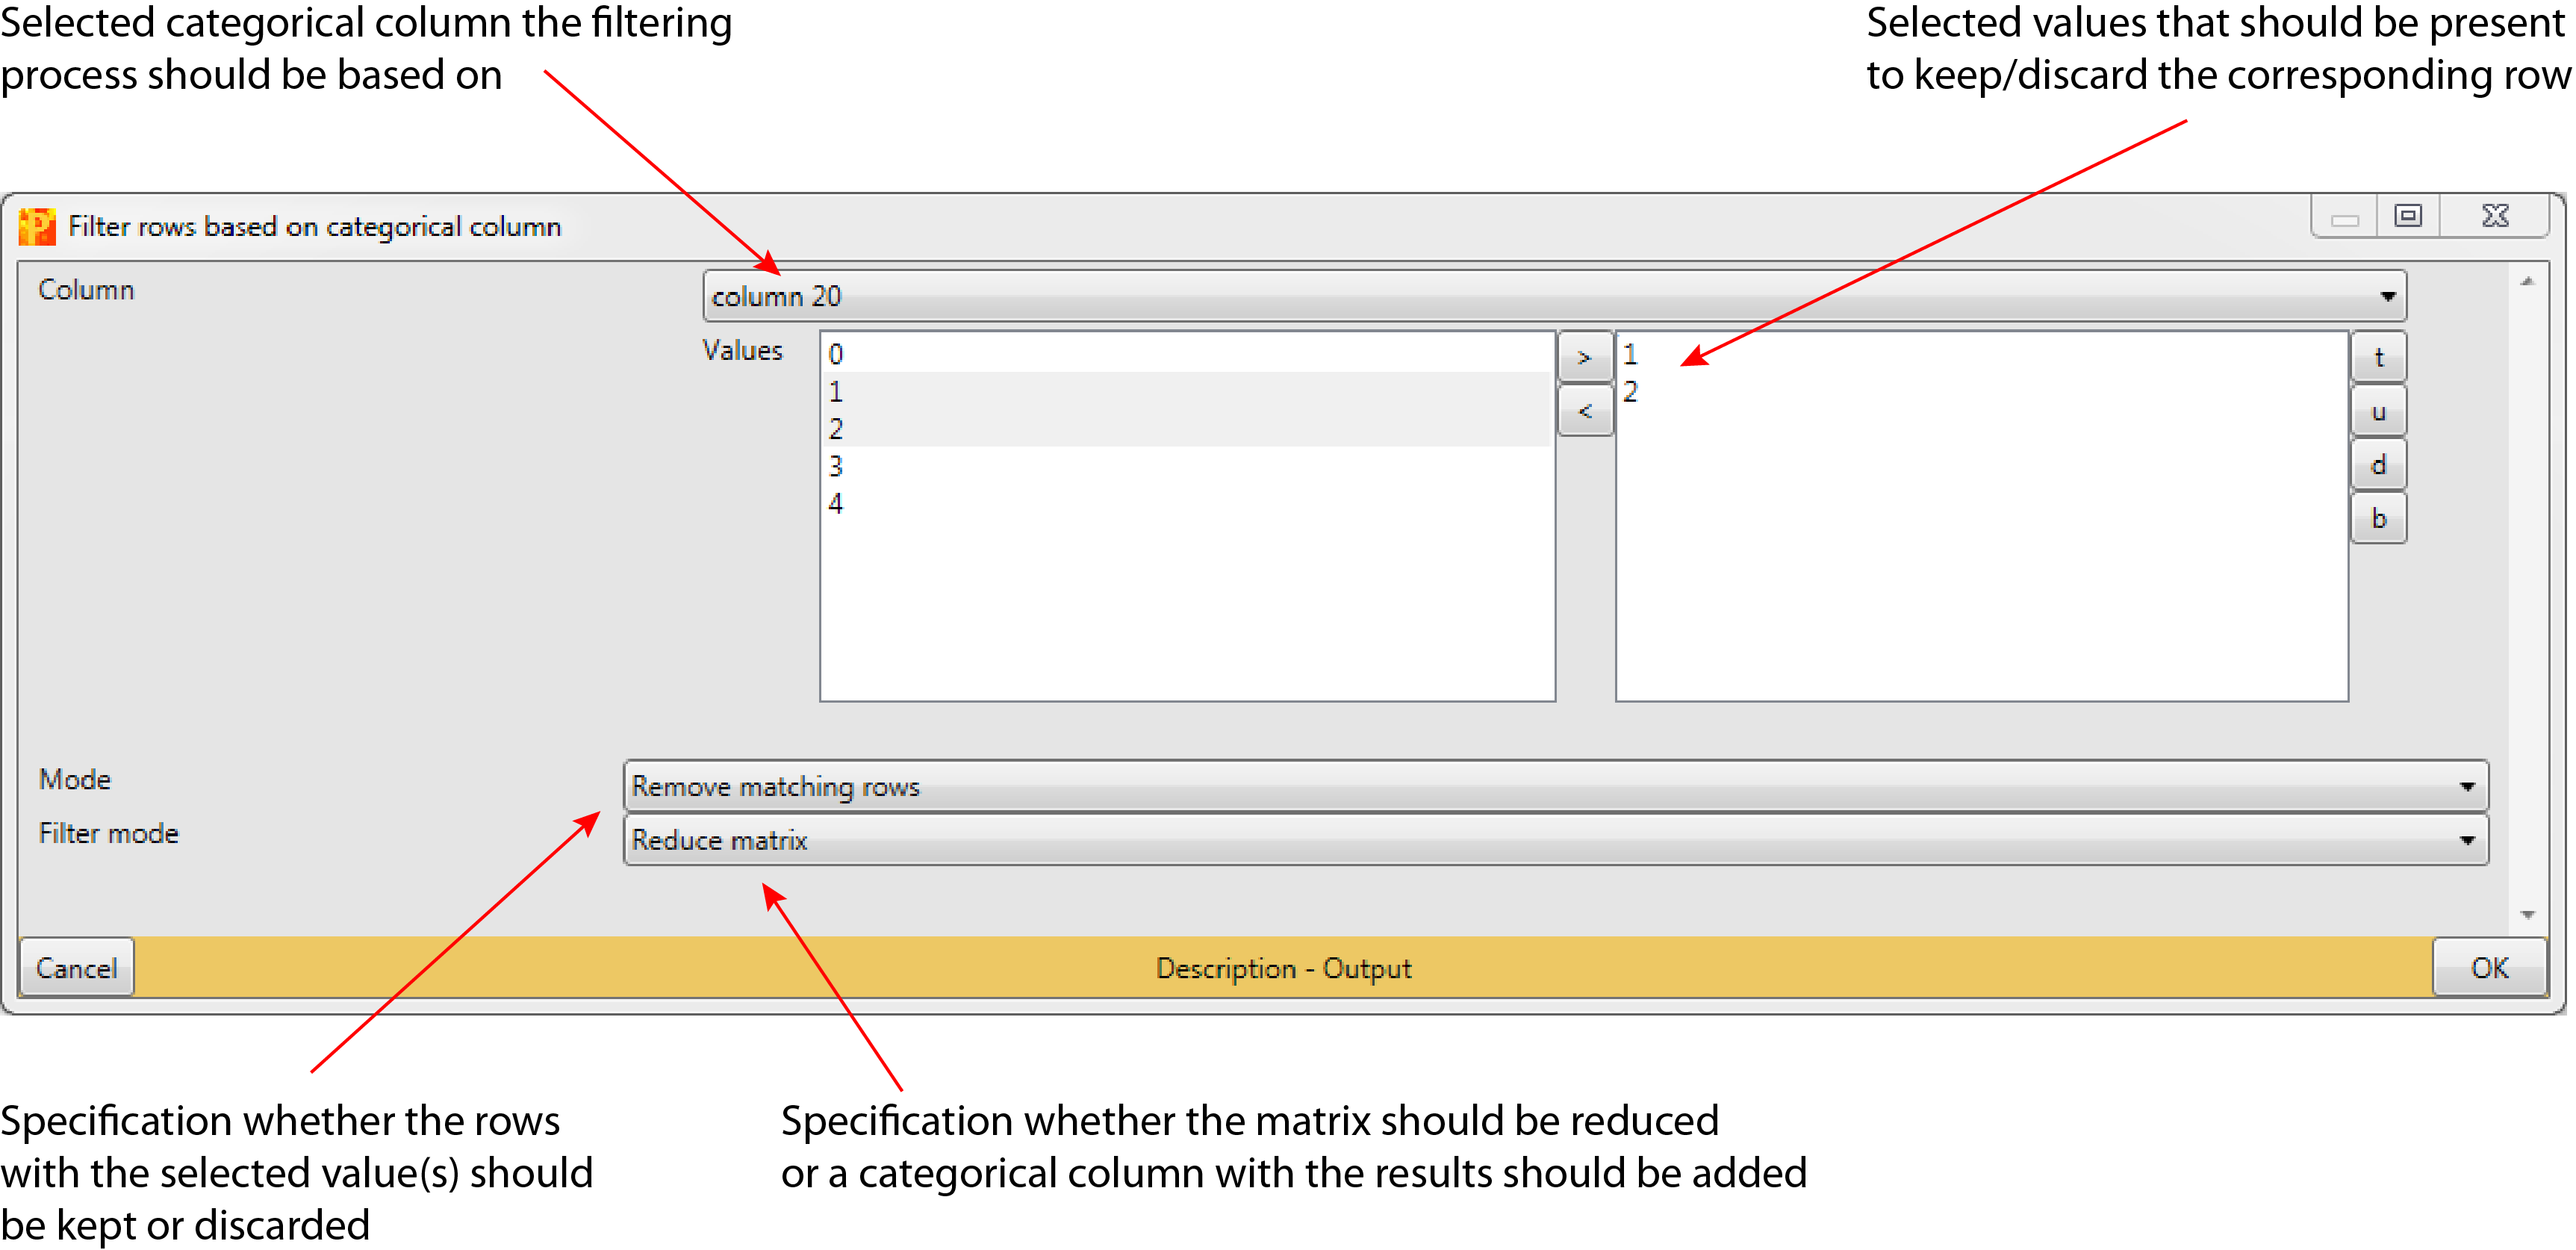 Selected categorical column the filtering
process should be based on
Selected values that should be present
to keep/discard the corresponding row
Filter rows based on categorical column
Column
column 20
Values
0
1
2
3
4
>
<
1
2
t
u
d
b
Mode
Remove matching rows
Filter mode
Reduce matrix
Cancel
Description - Output
OK
Specification whether the rows
with the selected value(s) should
be kept or discarded
Specification whether the matrix should be reduced
or a categorical column with the results should be added